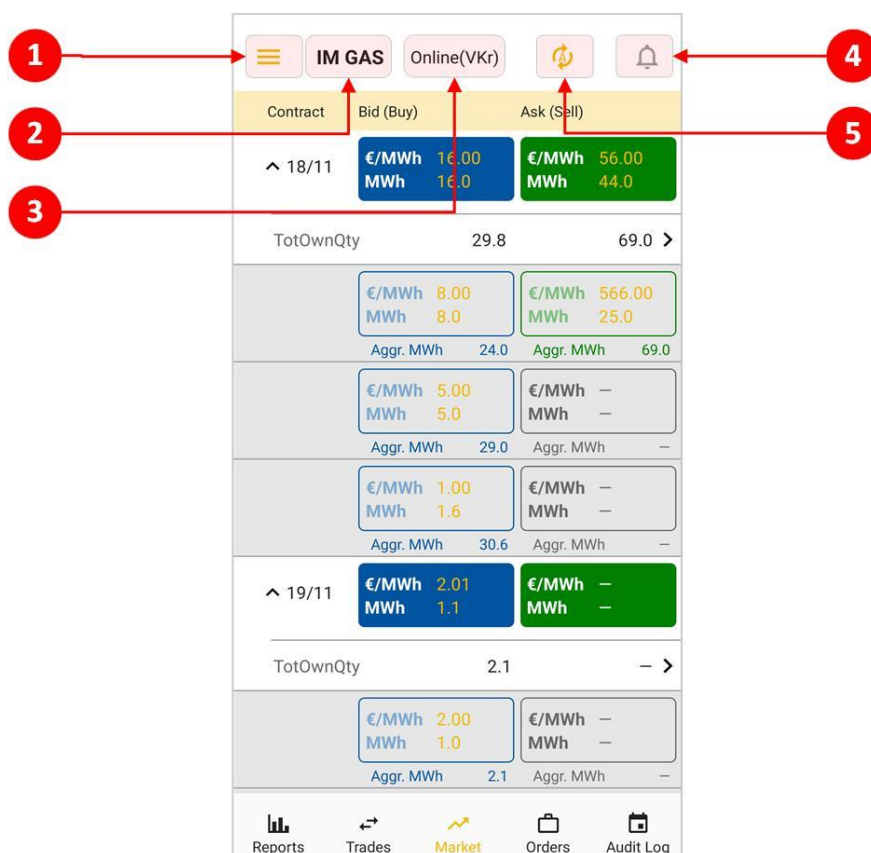 1
IM GAS
Online(VKr)
A
4
2
5
3
Contract Bid (Buy) Ask (Sell)
18/11 €/MWh 16.00 €/MWh 56.00
MWh 16.0 MWh 44.0
TotOwnQty 29.8 69.0
€/MWh 8.00 €/MWh 566.00
MWh 8.0 MWh 25.0
Aggr. MWh 24.0 Aggr. MWh 69.0
€/MWh 5.00 €/MWh –
MWh 5.0 MWh –
Aggr. MWh 29.0 Aggr. MWh –
€/MWh 1.00 €/MWh –
MWh 1.6 MWh –
Aggr. MWh 30.6 Aggr. MWh –
19/11 €/MWh 2.01 €/MWh –
MWh 1.1 MWh –
TotOwnQty 2.1 –
€/MWh 2.00 €/MWh –
MWh 1.0 MWh –
Aggr. MWh 2.1 Aggr. MWh –
Reports Trades Market Orders Audit Log